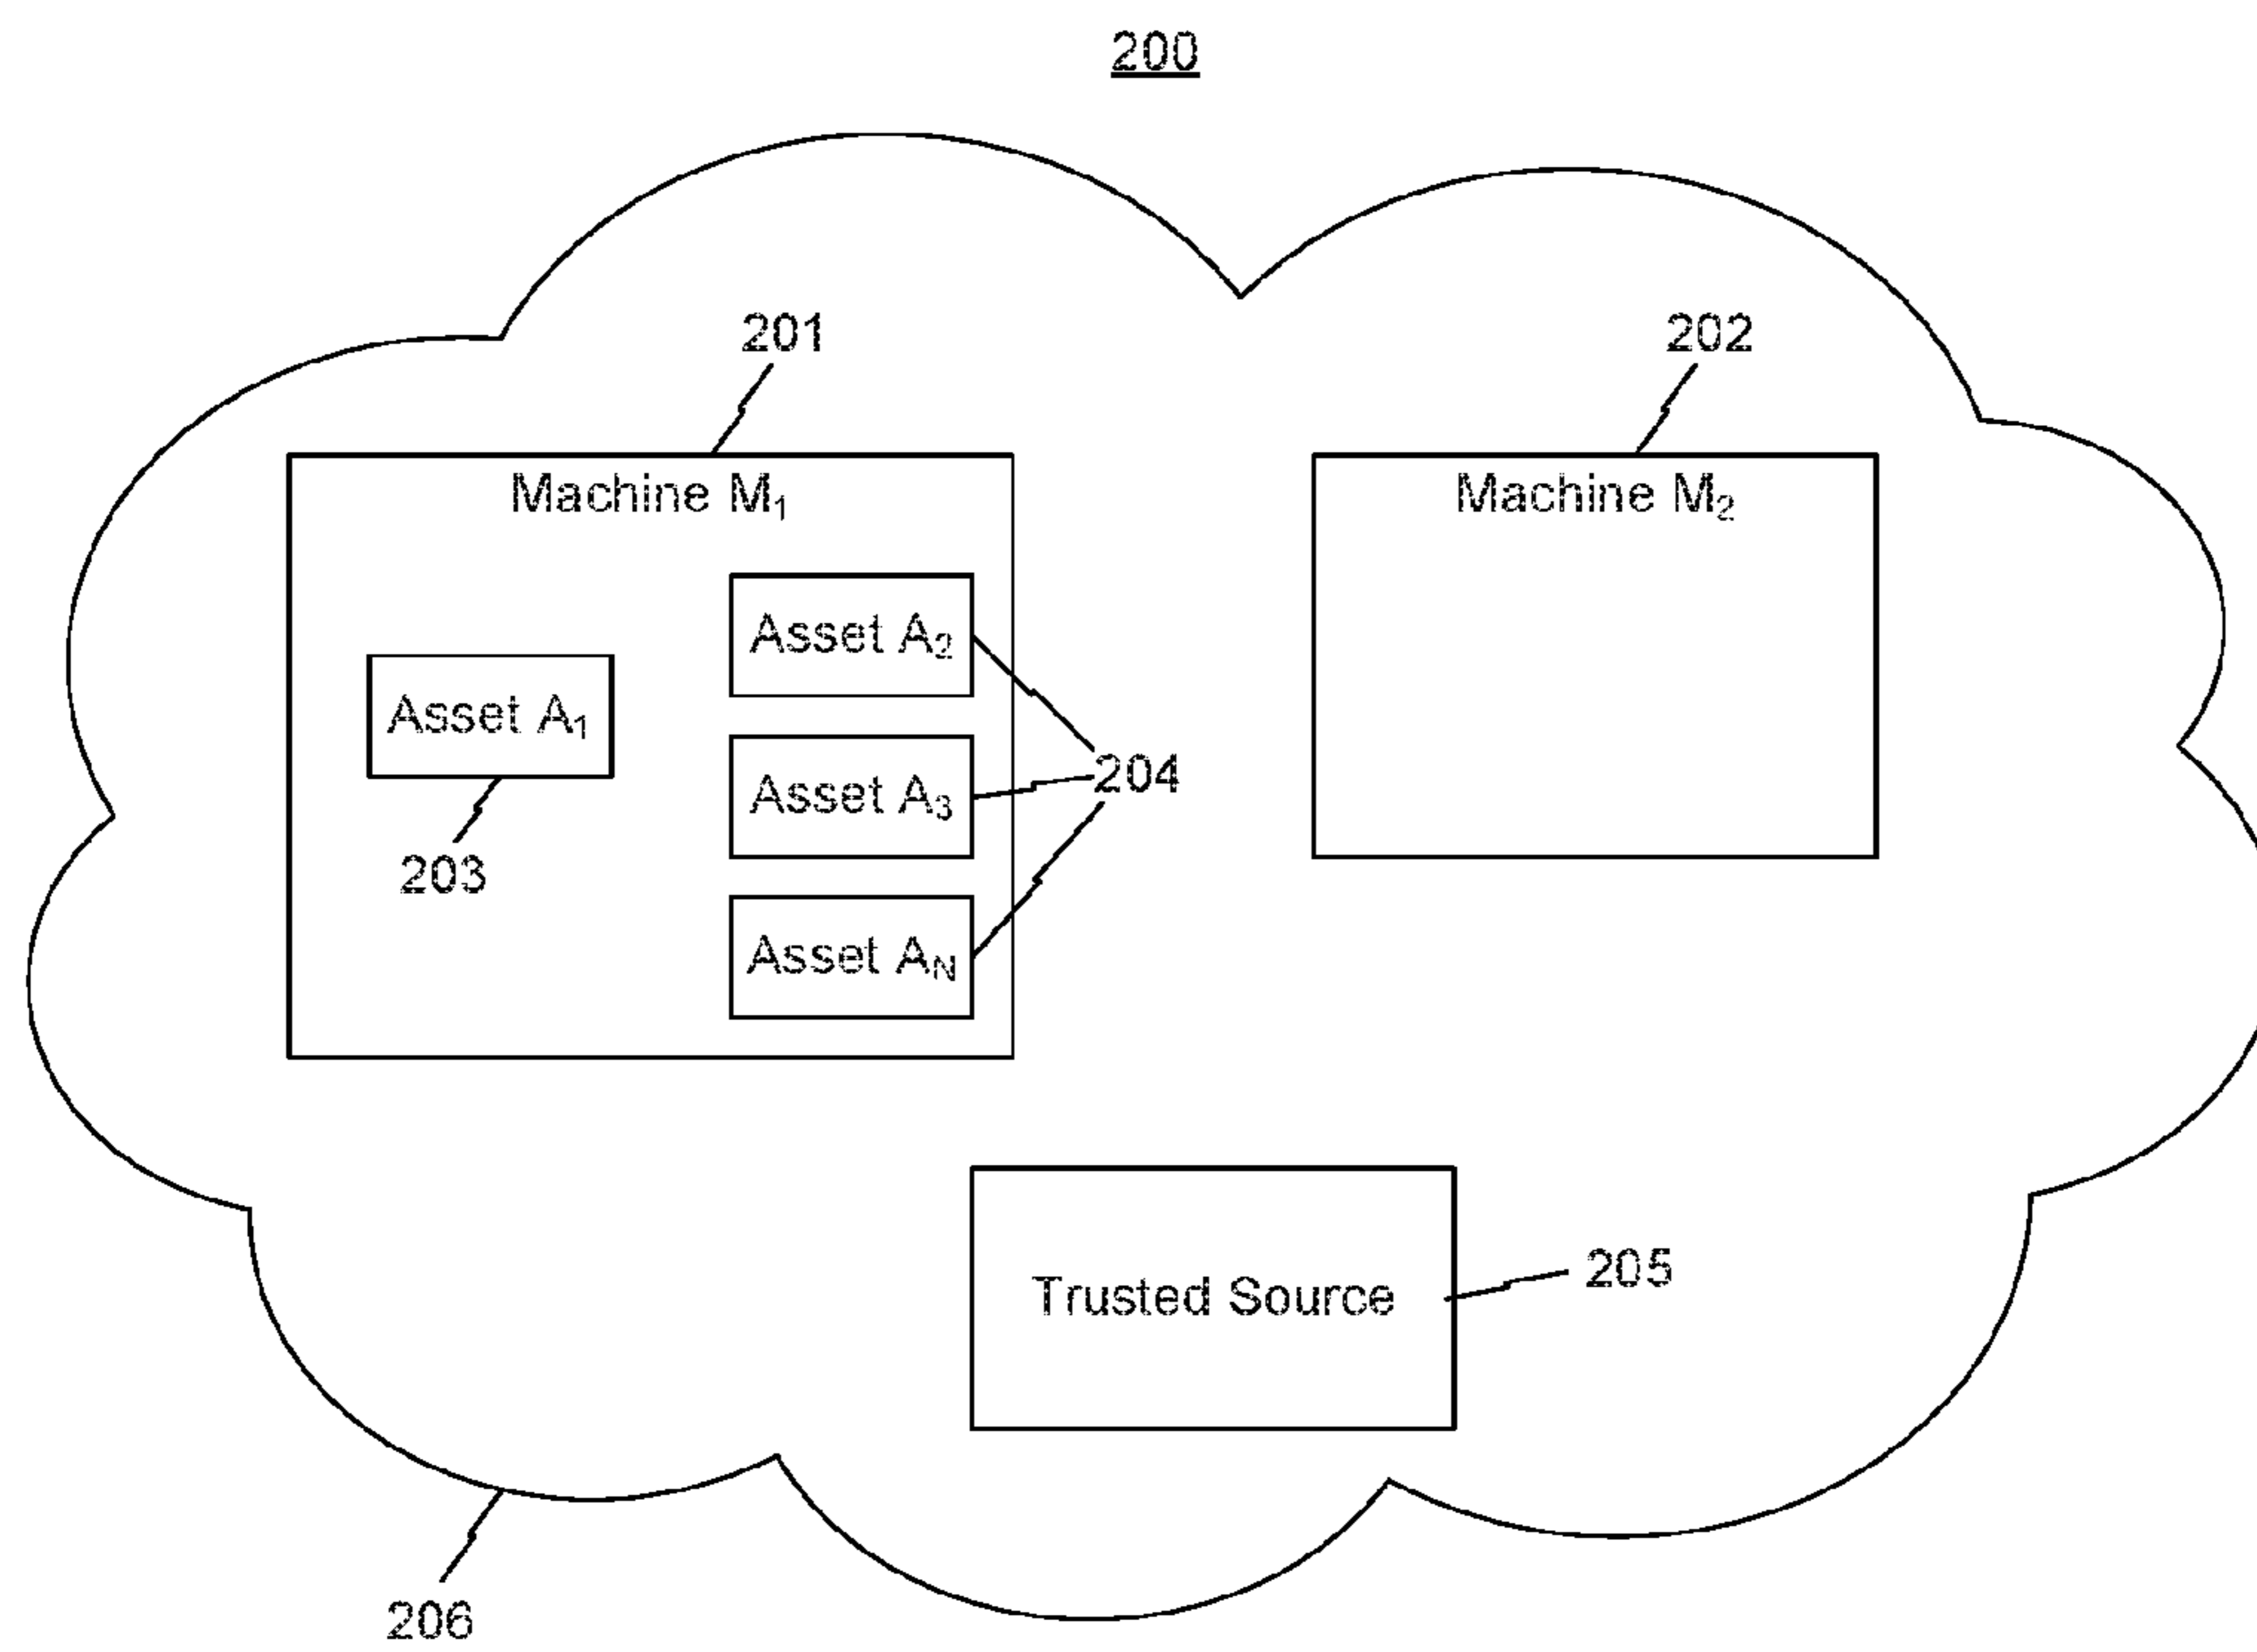 200
201
202
Machine M₁
Machine M₂
Asset A₂
Asset A₁
Asset A₃
204
203
Asset Aₙ
205
Trusted Source
206